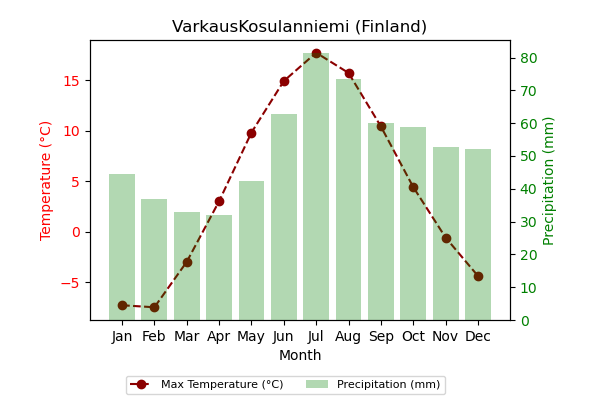 VarkausKosulanniemi (Finland)
Temperature (°C)
15
10
5
0
−5
80
70
60
50
40
30
20
10
0
Precipitation (mm)
Jan Feb Mar Apr May Jun Jul Aug Sep Oct Nov Dec
Month
Max Temperature (°C) Precipitation (mm)